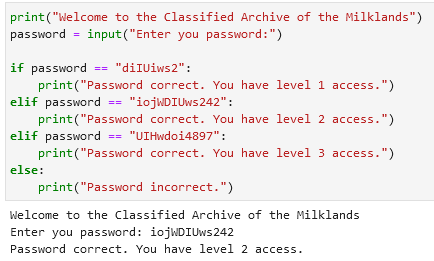 print("Welcome to the Classified Archive of the Milklands")
password = input("Enter you password:")
if password == "diIUiws2":
    print("Password correct. You have level 1 access.")
elif password == "iojWDIUws242":
    print("Password correct. You have level 2 access.")
elif password == "UIHwdoi4897":
    print("Password correct. You have level 3 access.")
else:
    print("Password incorrect.")
Welcome to the Classified Archive of the Milklands
Enter you password: iojWDIUws242
Password correct. You have level 2 access.